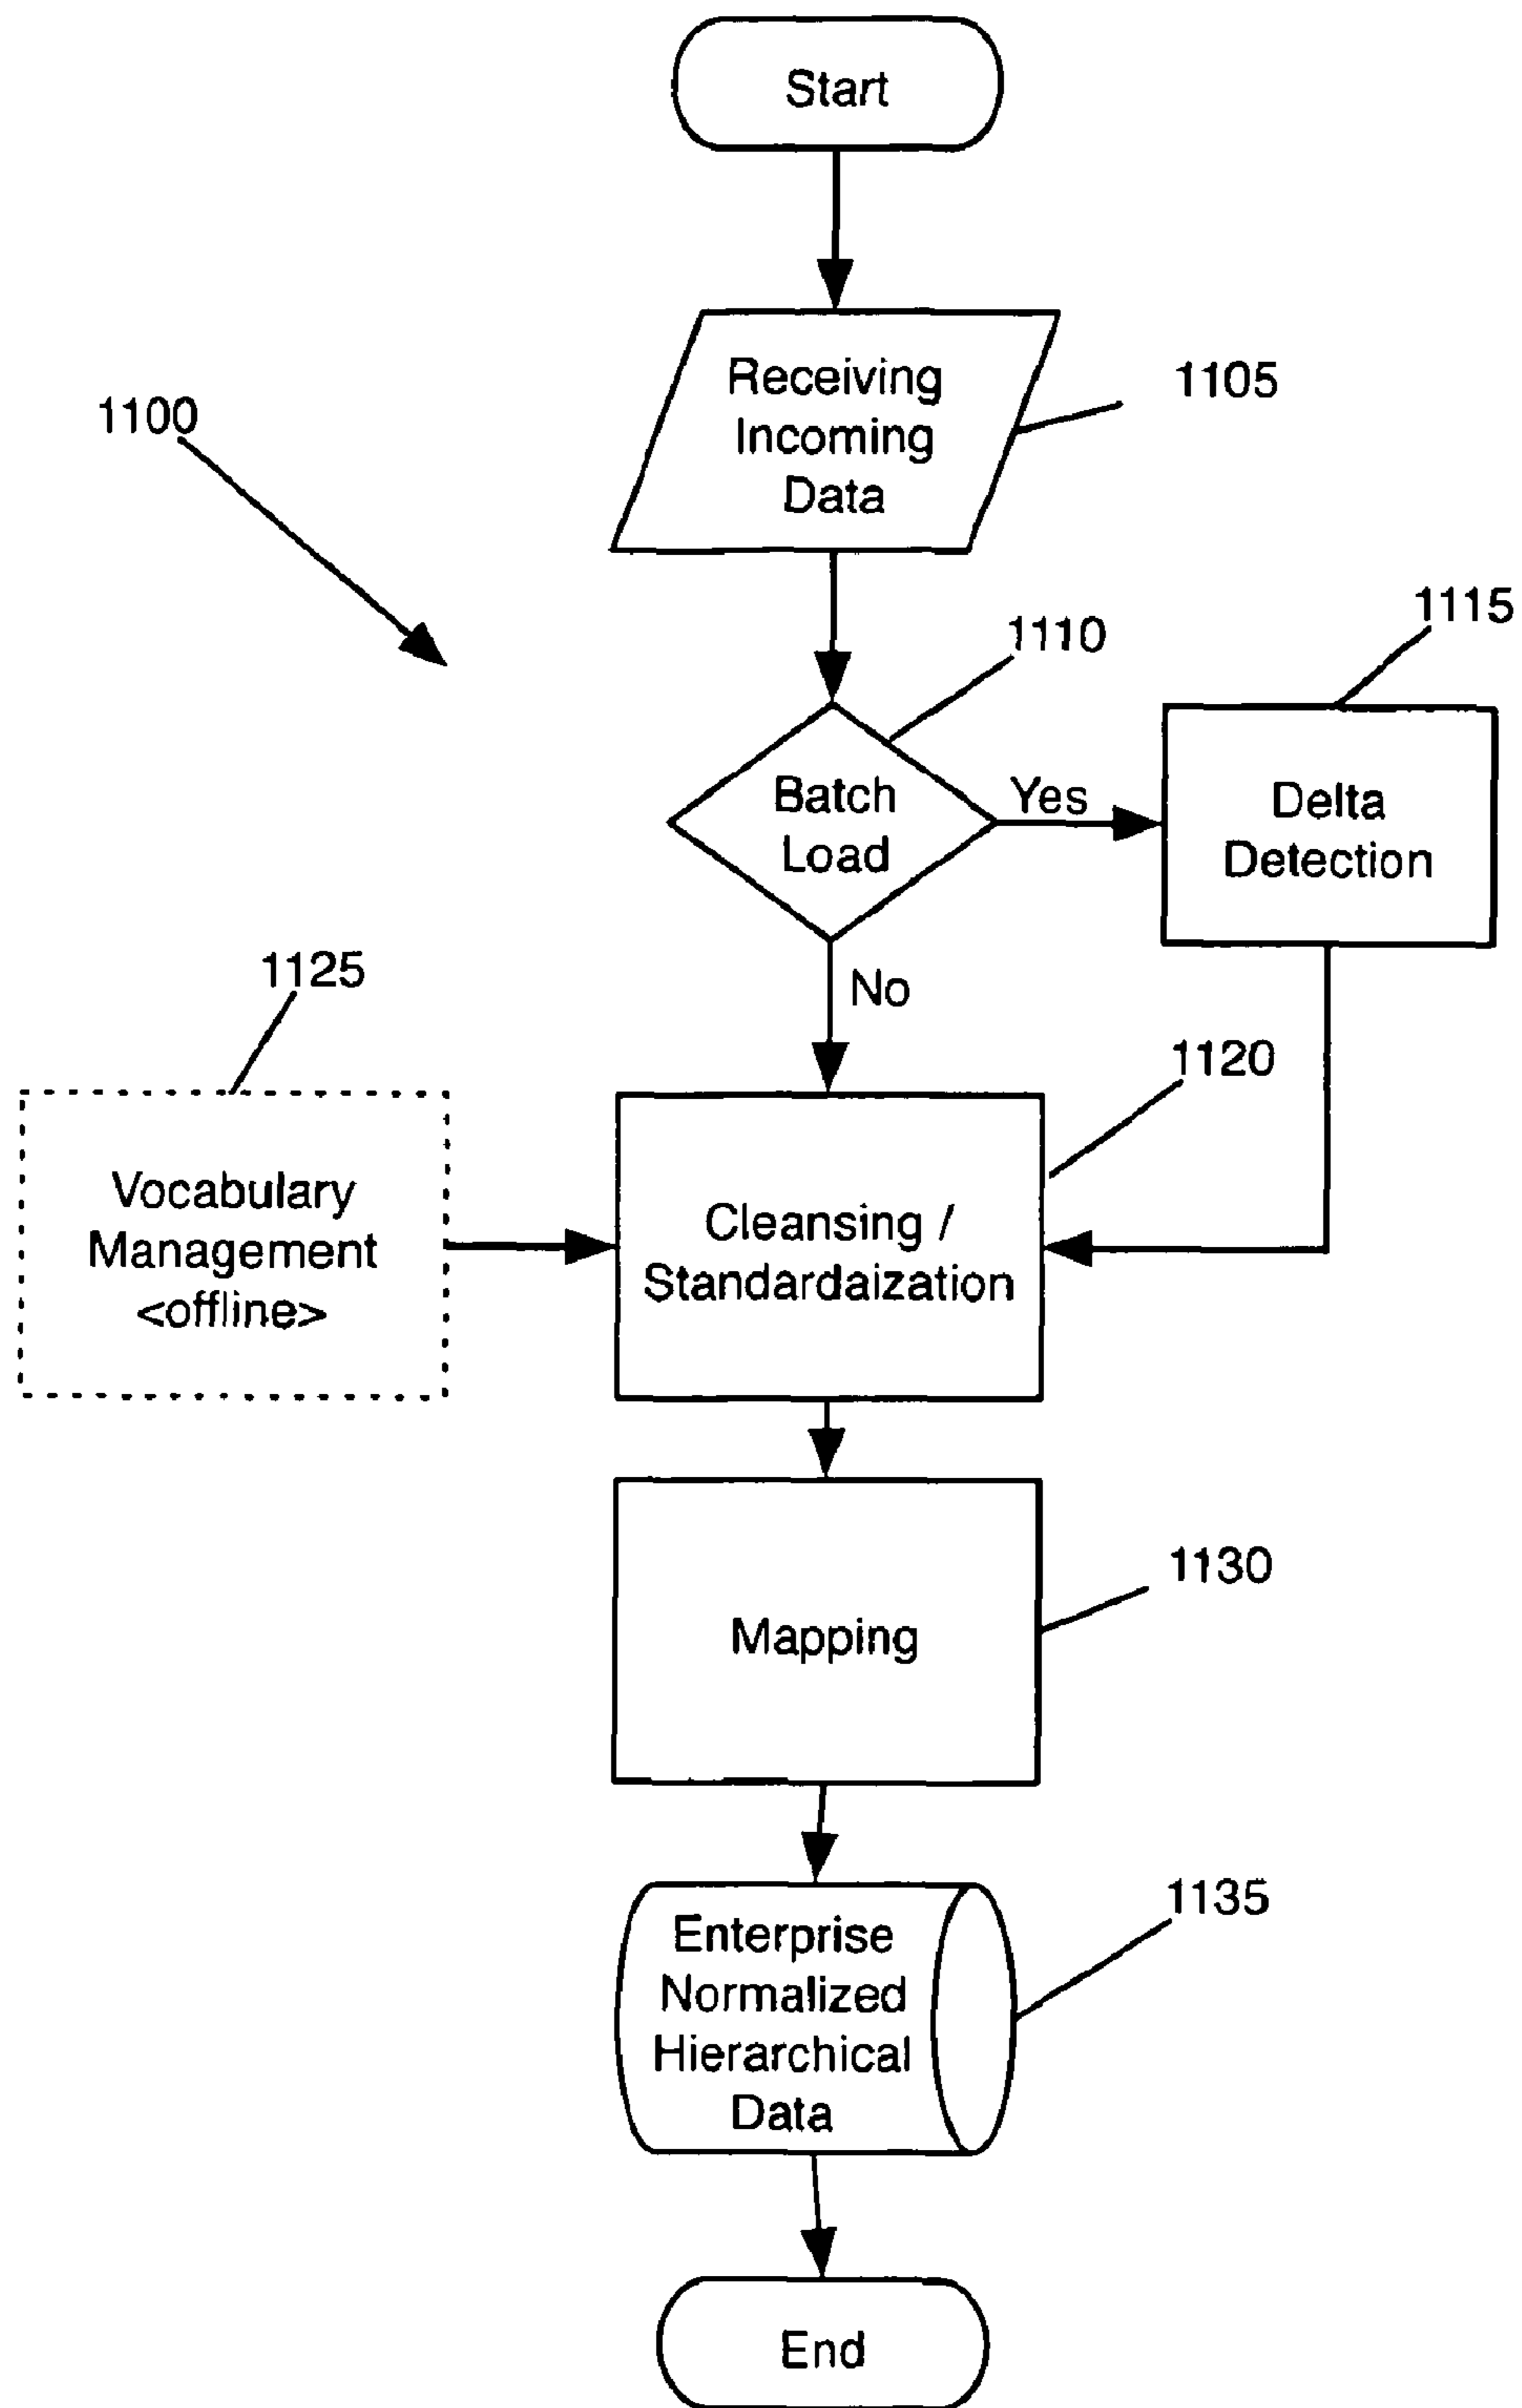 Start
Receiving
Incoming
Data
1105
1100
1110
1115
Batch
Load
Yes
Delta
Detection
No
1125
1120
Vocabulary
Management
<offline>
Cleansing /
Standardaization
Mapping
1130
Enterprise
Normalized
Hierarchical
Data
1135
End